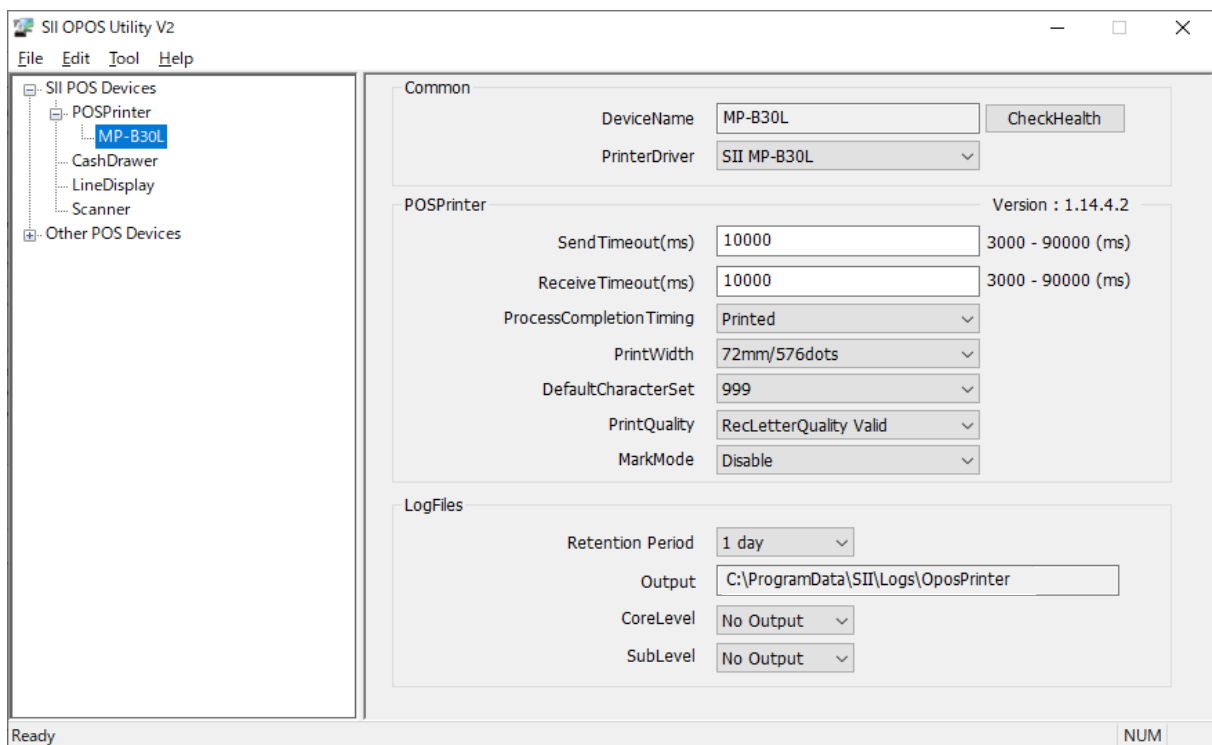 SII OPOS Utility V2
File Edit Tool Help
SII POS Devices
POSPrinter
MP-B30L
CashDrawer
LineDisplay
Scanner
Other POS Devices
Common
DeviceName MP-B30L CheckHealth
PrinterDriver SII MP-B30L
POSPrinter Version : 1.14.4.2
SendTimeout(ms) 10000 3000 - 90000 (ms)
ReceiveTimeout(ms) 10000 3000 - 90000 (ms)
ProcessCompletionTiming Printed
PrintWidth 72mm/576dots
DefaultCharacterSet 999
PrintQuality RecLetterQuality Valid
MarkMode Disable
LogFiles
Retention Period 1 day
Output C:\ProgramData\SII\Logs\OposPrinter
CoreLevel No Output
SubLevel No Output
Ready NUM